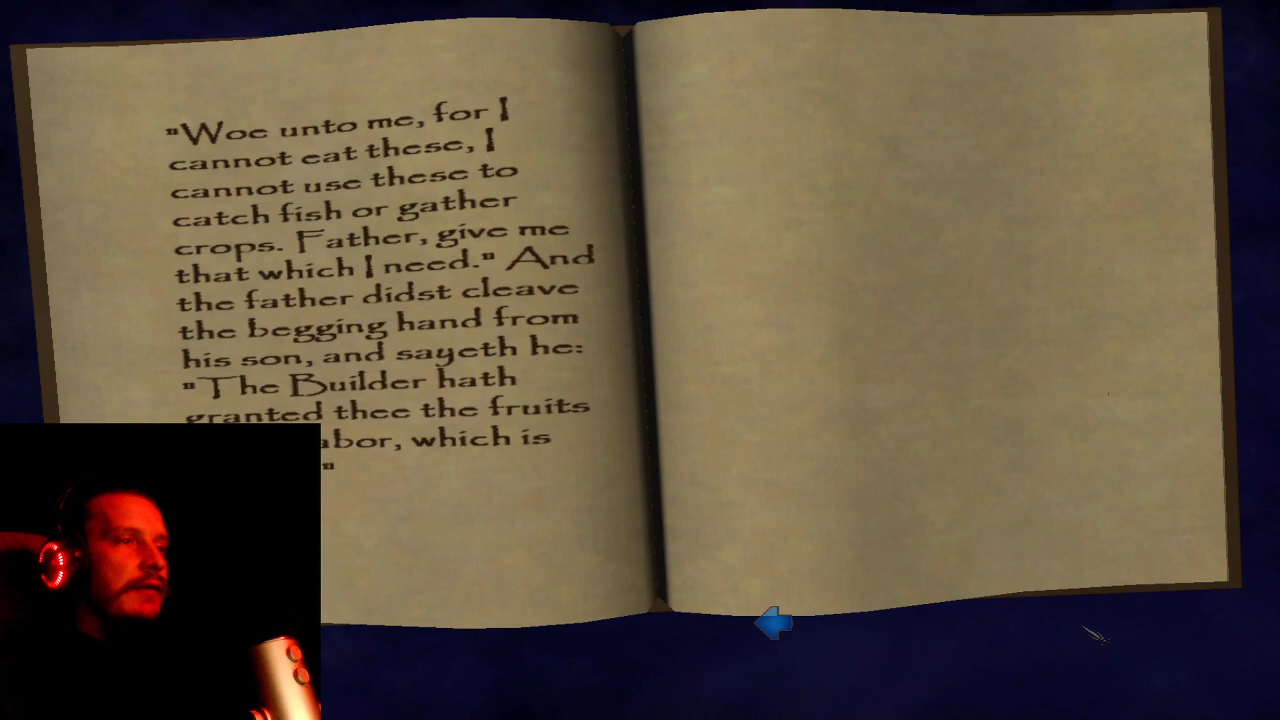 "Woe unto me, for I
cannot eat these, I
cannot use these to
catch fish or gather
crops. Father, give me
that which I need." And
the father didst cleave
the begging hand from
his son, and sayeth he:
"The Builder hath
granted thee the fruits
labor, which is
"